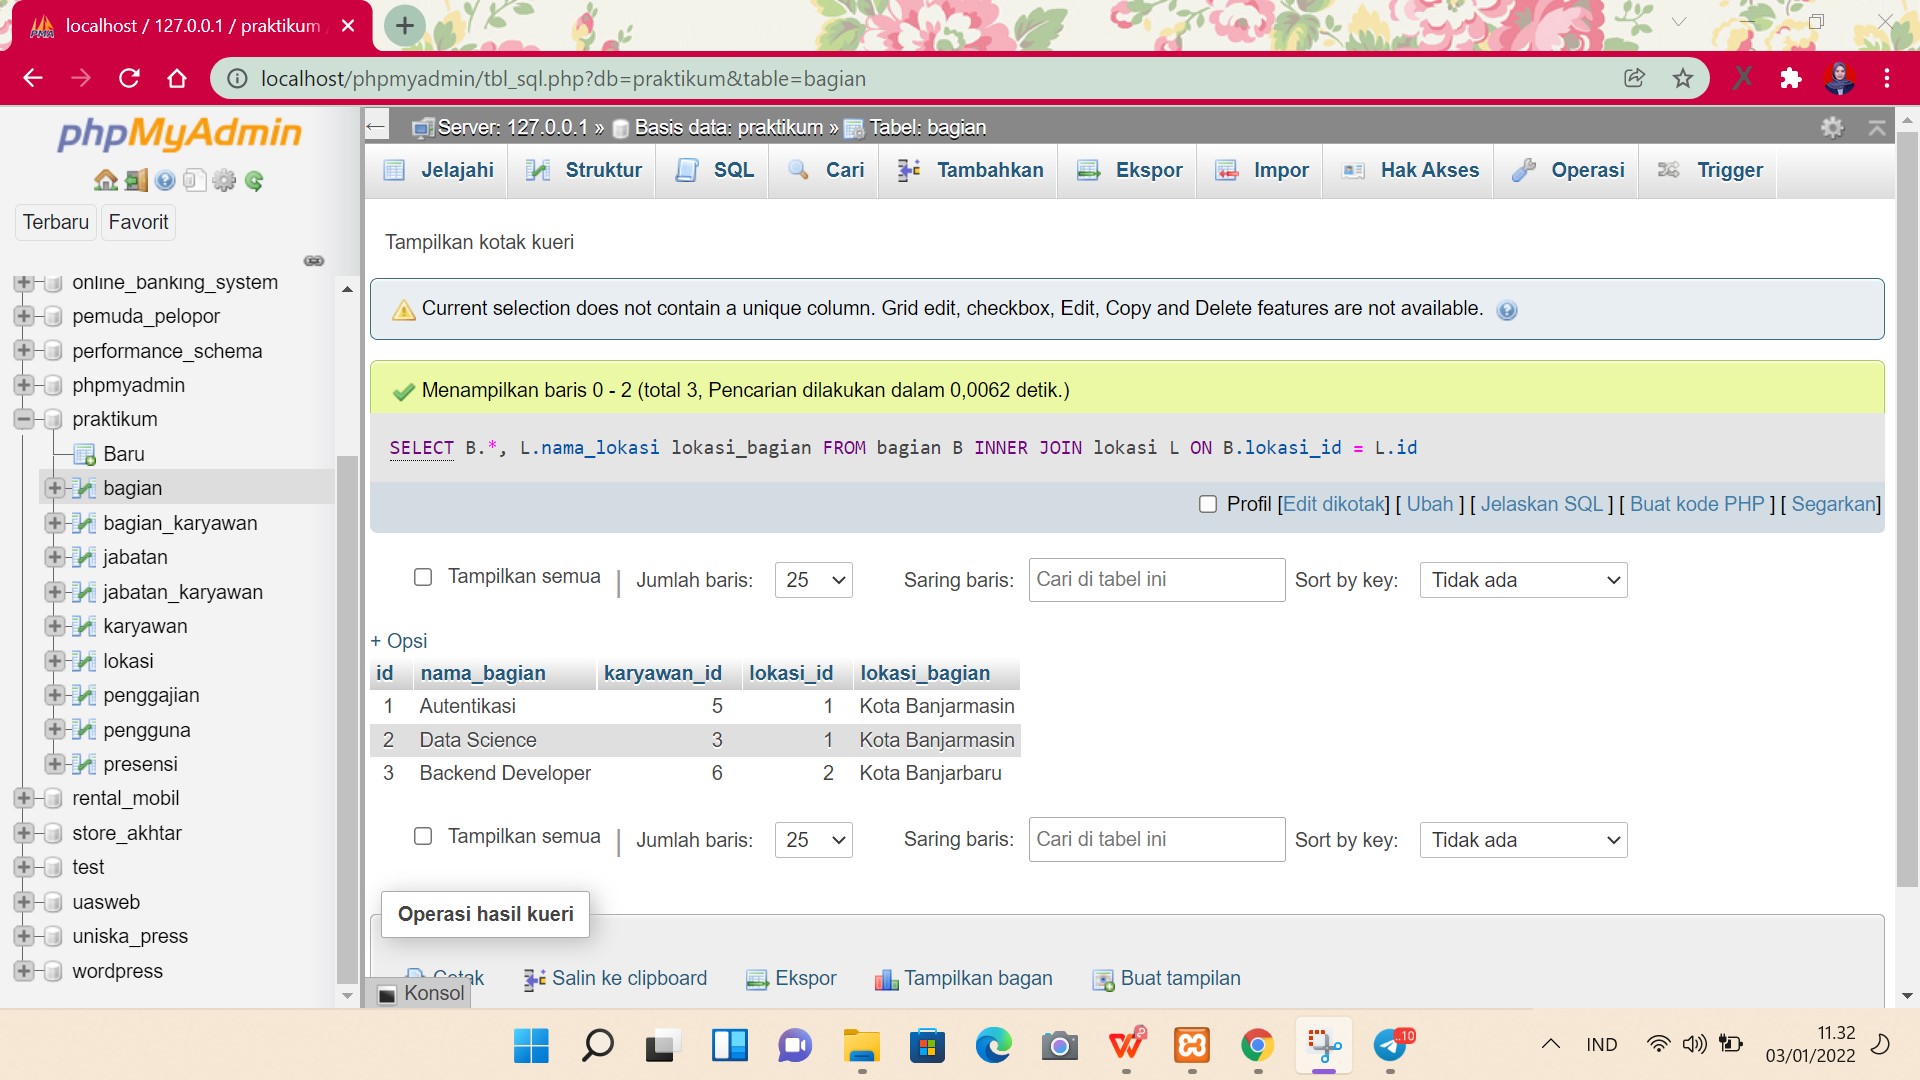 localhost / 127.0.0.1 / praktikum
localhost/phpmyadmin/tbl_sql.php?db=praktikum&table=bagian
phpMyAdmin
Terbaru
Favorit
online_banking_system
pemuda_pelopor
performance_schema
phpmyadmin
praktikum
Baru
bagian
bagian_karyawan
jabatan
jabatan_karyawan
karyawan
lokasi
penggajian
pengguna
presensi
rental_mobil
store_akhtar
test
uasweb
uniska_press
wordpress
Server: 127.0.0.1 » Basis data: praktikum » Tabel: bagian
Jelajahi Struktur SQL Cari Tambahkan Ekspor Impor Hak Akses Operasi Trigger
Tampilkan kotak kueri
Current selection does not contain a unique column. Grid edit, checkbox, Edit, Copy and Delete features are not available.
Menampilkan baris 0 - 2 (total 3, Pencarian dilakukan dalam 0,0062 detik.)
SELECT B.*, L.nama_lokasi lokasi_bagian FROM bagian B INNER JOIN lokasi L ON B.lokasi_id = L.id
Profil [Edit dikotak] [ Ubah ] [ Jelaskan SQL ] [ Buat kode PHP ] [ Segarkan]
Tampilkan semua | Jumlah baris: 25 Saring baris: Cari di tabel ini Sort by key: Tidak ada
+ Opsi
id nama_bagian karyawan_id lokasi_id lokasi_bagian
1 Autentikasi 5 1 Kota Banjarmasin
2 Data Science 3 1 Kota Banjarmasin
3 Backend Developer 6 2 Kota Banjarbaru
Tampilkan semua | Jumlah baris: 25 Saring baris: Cari di tabel ini Sort by key: Tidak ada
Operasi hasil kueri
Cetak Salin ke clipboard Ekspor Tampilkan bagan Buat tampilan
Konsol
10
IND
11.32
03/01/2022